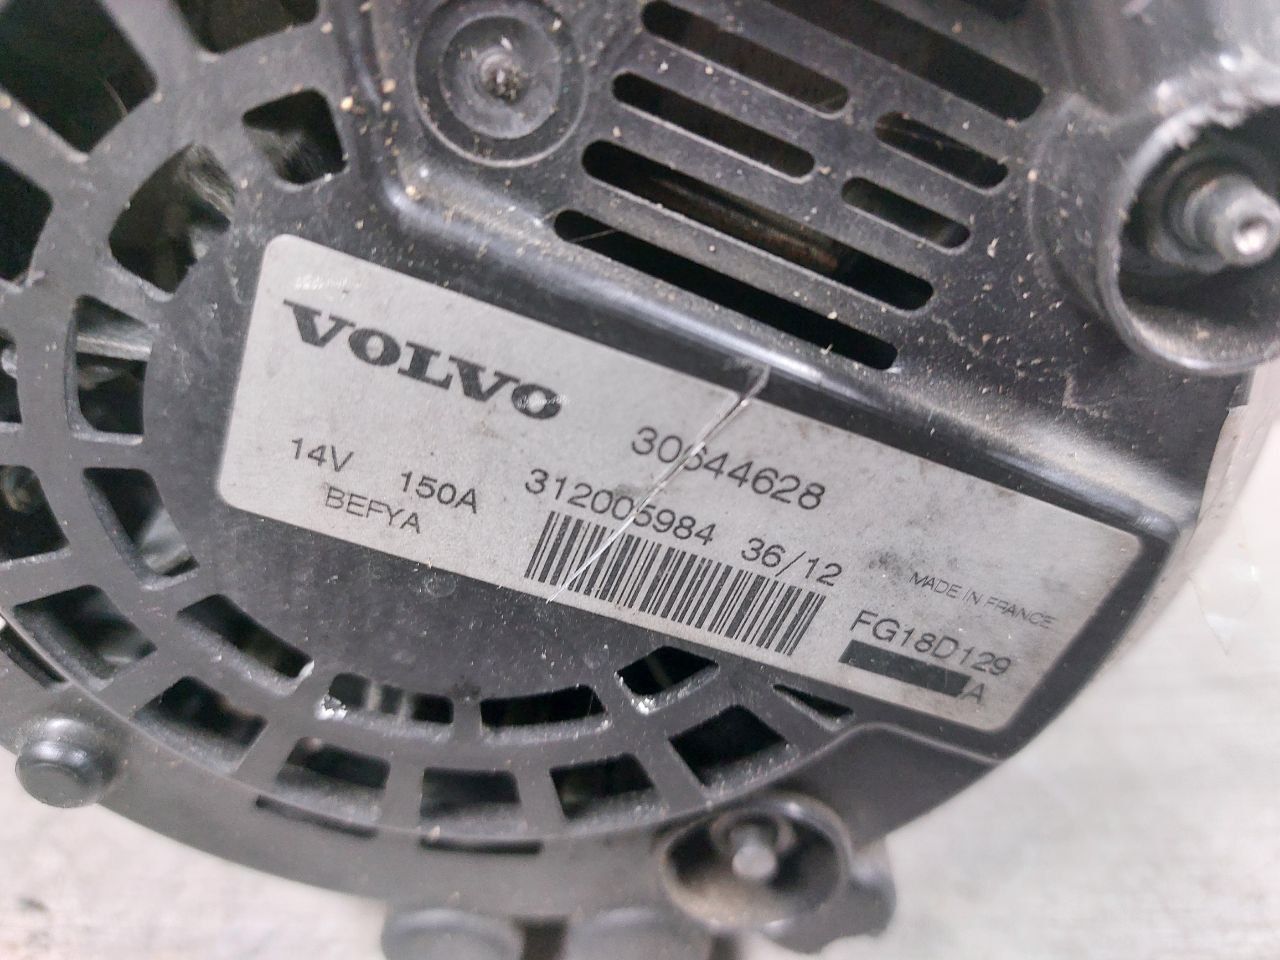 VOLVO
30644628
14V 150A 312005984 36/12
BEFYA
MADE IN FRANCE
FG18D129
A